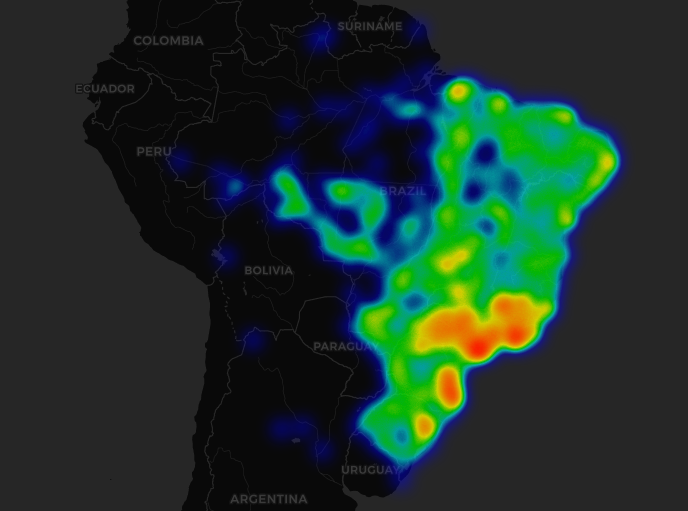 SURINAME
COLOMBIA
ECUADOR
PERU
BRAZIL
BOLIVIA
PARAGUAY
URUGUAY
ARGENTINA